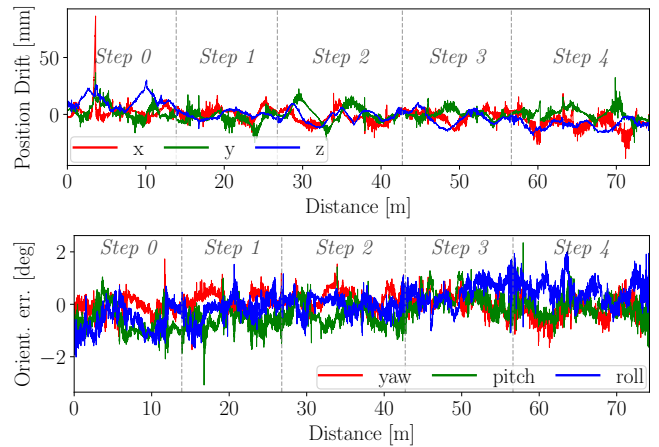 Position Drift [mm]
50
0
Step 0 Step 1 Step 2 Step 3 Step 4
x y z
0 10 20 30 40 50 60 70
Distance [m]
Orient. err. [deg]
2
0
−2
Step 0 Step 1 Step 2 Step 3 Step 4
yaw pitch roll
0 10 20 30 40 50 60 70
Distance [m]